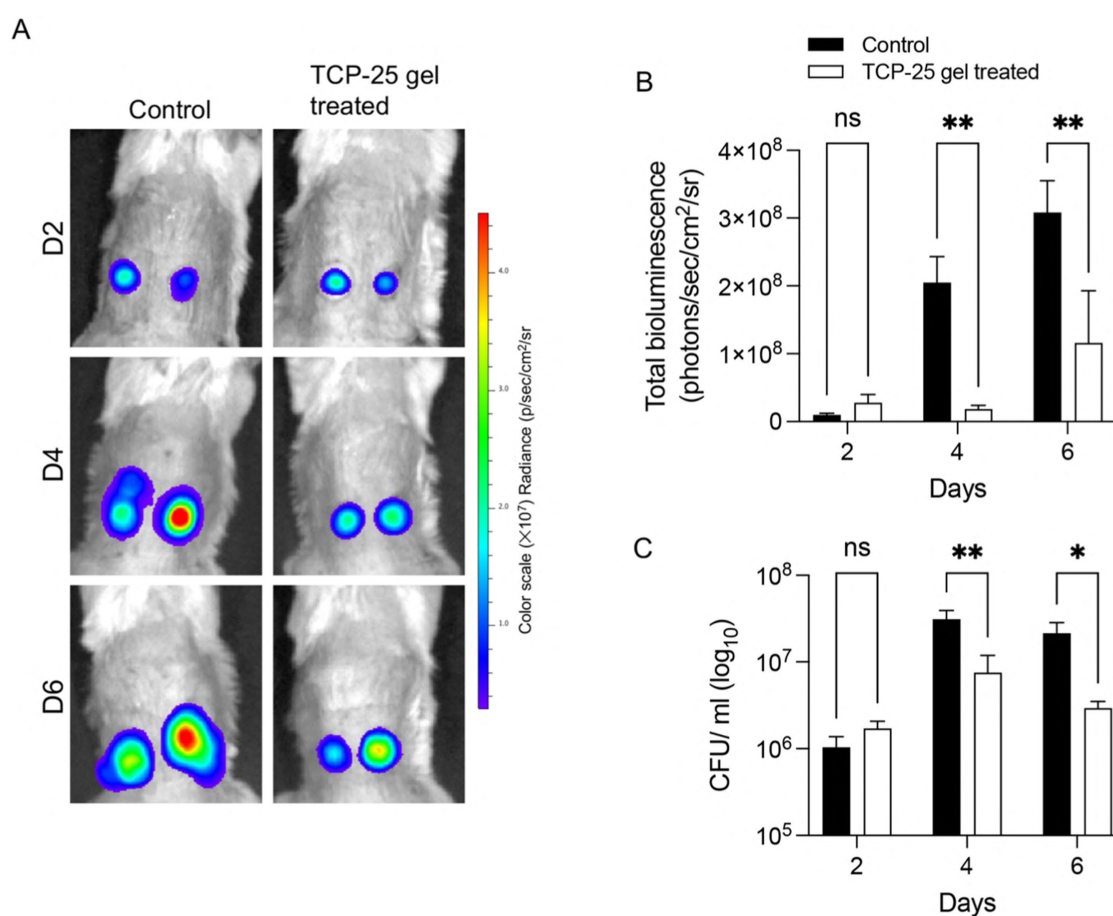 A
Control
TCP-25 gel
treated
D2
D4
D6
4.0
3.0
2.0
1.0
Color scale (×10⁷) Radiance (p/sec/cm²/sr)
Control
TCP-25 gel treated
B
ns
**
**
4×10⁸
3×10⁸
2×10⁸
1×10⁸
0
Total bioluminescence
(photons/sec/cm²/sr)
2
4
6
Days
C
ns
**
*
10⁸
10⁷
10⁶
10⁵
CFU/ ml (log₁₀)
2
4
6
Days